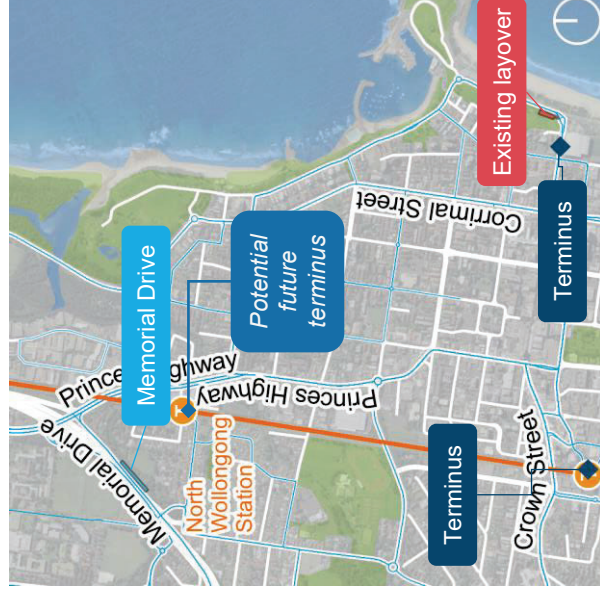 Memorial Drive
Potential
future
terminus
Existing layover
Terminus
Terminus
Memorial Drive
Princes Highway
Princes Highway
Corrimal Street
Crown Street
North
Wollongong
Station
T